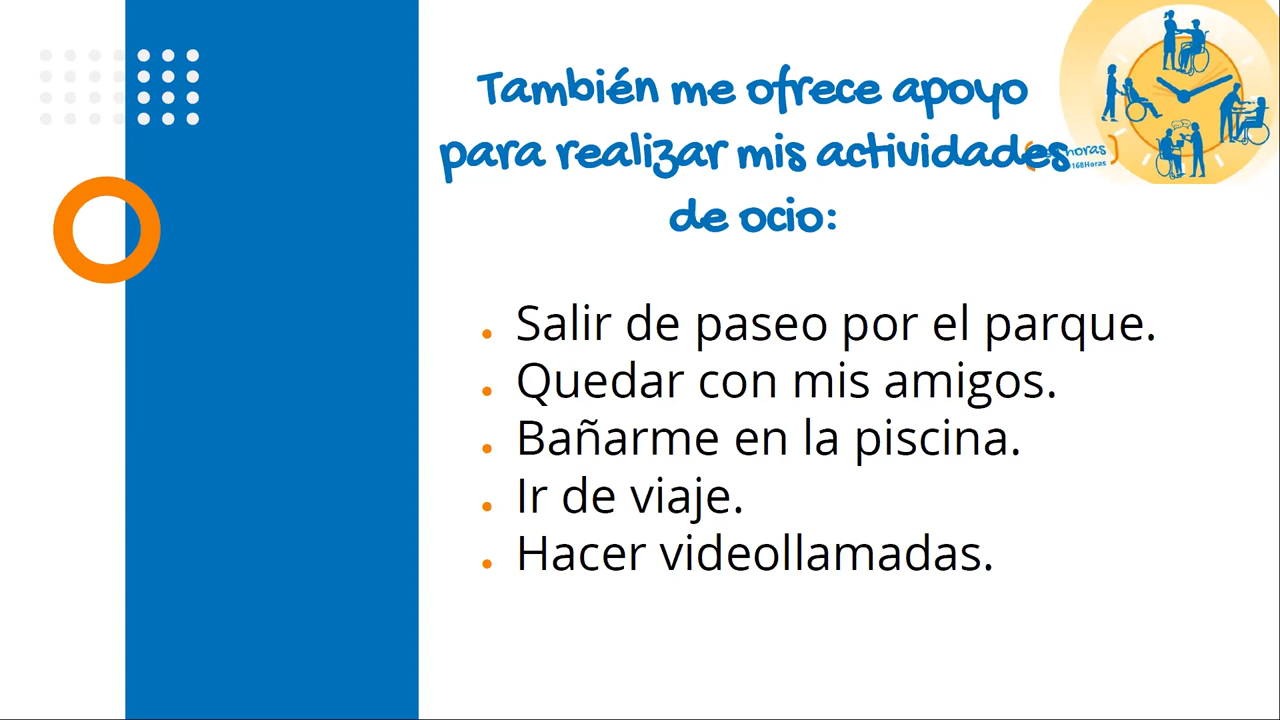 También me ofrece apoyo
para realizar mis actividades
de ocio:
horas
168Horas
Salir de paseo por el parque.
Quedar con mis amigos.
Bañarme en la piscina.
Ir de viaje.
Hacer videollamadas.